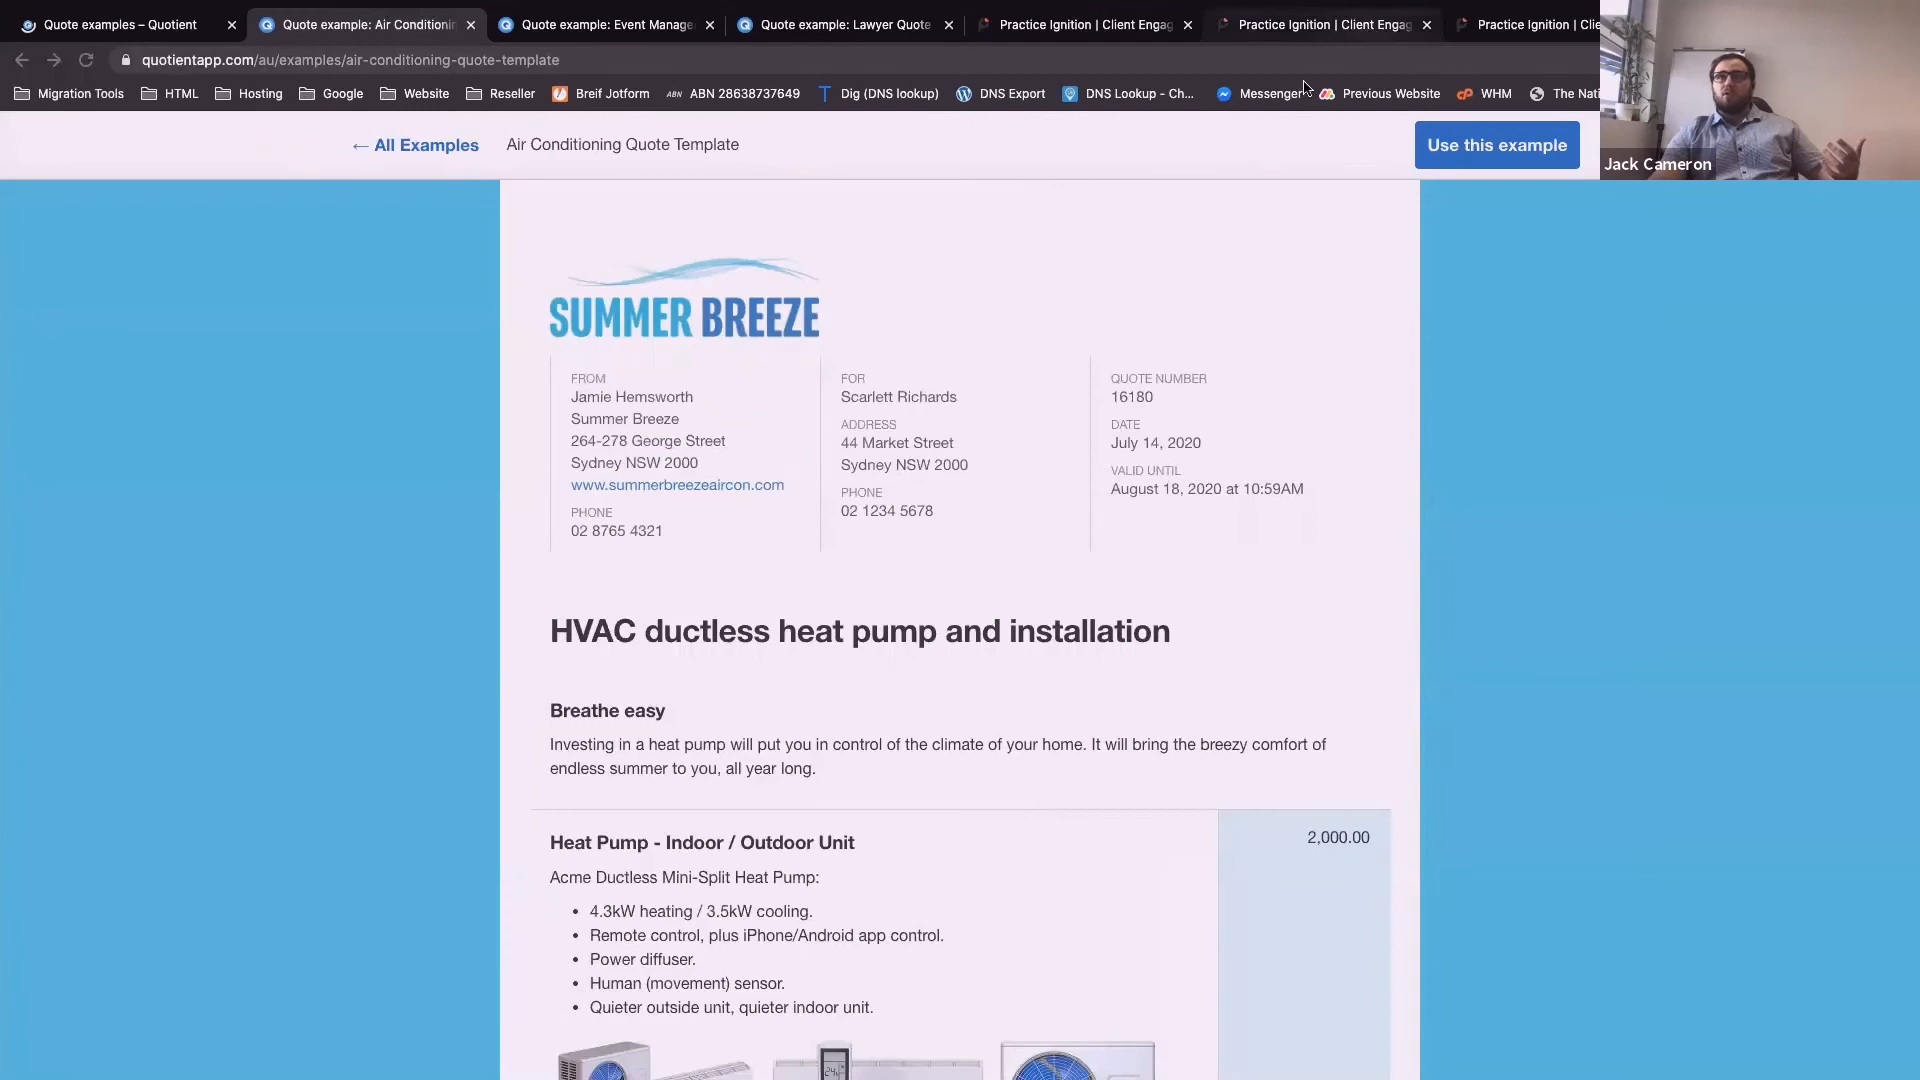 Quote examples – Quotient
Quote example: Air Conditionin
Quote example: Event Manage
Quote example: Lawyer Quote
Practice Ignition | Client Engag
Practice Ignition | Client Engag
Practice Ignition | Clie
quotientapp.com/au/examples/air-conditioning-quote-template
Migration Tools
HTML
Hosting
Google
Website
Reseller
Breif Jotform
ABN ABN 28638737649
Dig (DNS lookup)
DNS Export
DNS Lookup - Ch...
Messenger
Previous Website
WHM
The Nati
← All Examples
Air Conditioning Quote Template
Use this example
Jack Cameron
SUMMER BREEZE
FROM
Jamie Hemsworth
Summer Breeze
264-278 George Street
Sydney NSW 2000
www.summerbreezeaircon.com
PHONE
02 8765 4321
FOR
Scarlett Richards
ADDRESS
44 Market Street
Sydney NSW 2000
PHONE
02 1234 5678
QUOTE NUMBER
16180
DATE
July 14, 2020
VALID UNTIL
August 18, 2020 at 10:59AM
HVAC ductless heat pump and installation
Breathe easy
Investing in a heat pump will put you in control of the climate of your home. It will bring the breezy comfort of
endless summer to you, all year long.
Heat Pump - Indoor / Outdoor Unit
2,000.00
Acme Ductless Mini-Split Heat Pump:
• 4.3kW heating / 3.5kW cooling.
• Remote control, plus iPhone/Android app control.
• Power diffuser.
• Human (movement) sensor.
• Quieter outside unit, quieter indoor unit.